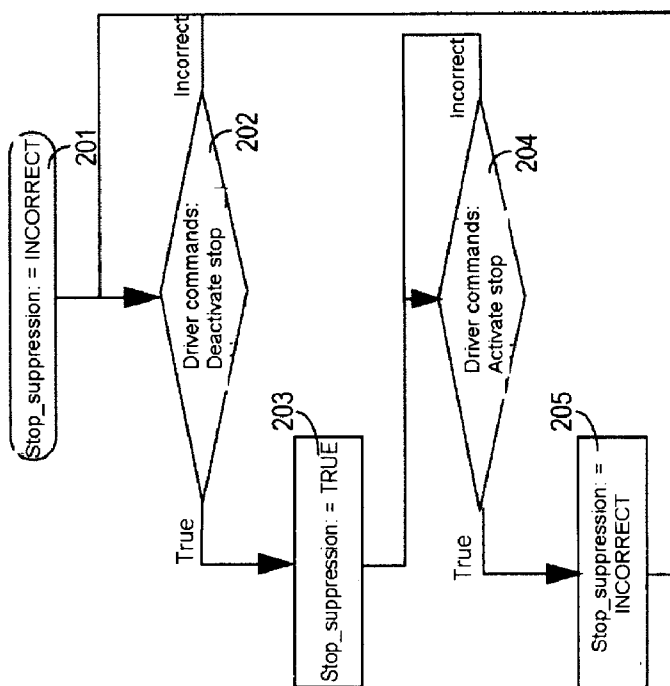 Stop_suppression: = INCORRECT
201
Incorrect
Driver commands:
Deactivate stop
202
True
Stop_suppression: = TRUE
203
Incorrect
Driver commands:
Activate stop
204
True
Stop_suppression: =
INCORRECT
205